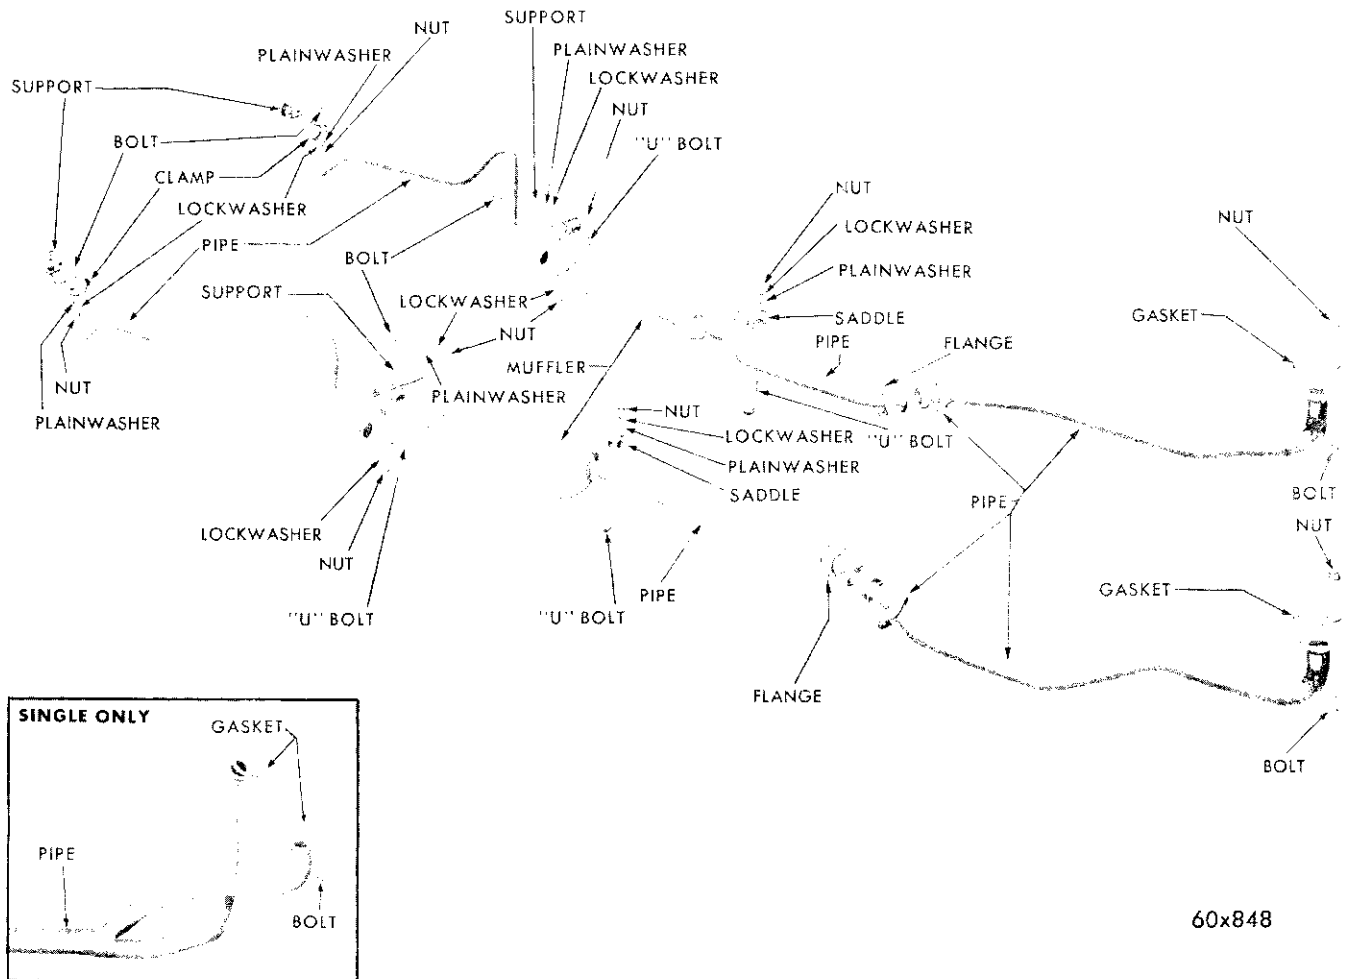 SUPPORT
NUT
PLAINWASHER
PLAINWASHER
SUPPORT
LOCKWASHER
NUT
BOLT
"U" BOLT
CLAMP
NUT
LOCKWASHER
NUT
LOCKWASHER
PIPE
BOLT
PLAINWASHER
SUPPORT
LOCKWASHER
GASKET
SADDLE
NUT
PIPE
FLANGE
MUFFLER
NUT
PLAINWASHER
PLAINWASHER
NUT
LOCKWASHER
"U" BOLT
PLAINWASHER
SADDLE
BOLT
PIPE
NUT
LOCKWASHER
NUT
PIPE
GASKET
"U" BOLT
"U" BOLT
FLANGE
SINGLE ONLY
GASKET
BOLT
PIPE
BOLT
60x848